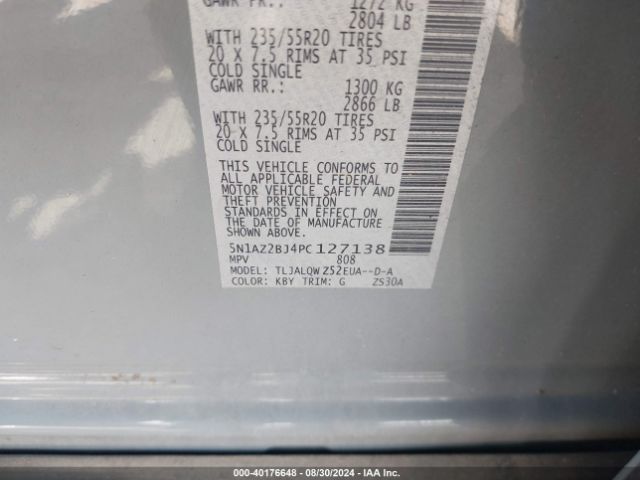 GAWR FR.: 1272 KG
2804 LB
WITH 235/55R20 TIRES
20 X 7.5 RIMS AT 35 PSI
COLD SINGLE
GAWR RR.: 1300 KG
2866 LB
WITH 235/55R20 TIRES
20 X 7.5 RIMS AT 35 PSI
COLD SINGLE
THIS VEHICLE CONFORMS TO
ALL APPLICABLE FEDERAL
MOTOR VEHICLE SAFETY AND
THEFT PREVENTION
STANDARDS IN EFFECT ON
THE DATE OF MANUFACTURE
SHOWN ABOVE.
5N1AZ2BJ4PC127138
MPV 808
MODEL: TLJALQW Z52EUA--D-A
COLOR: KBY TRIM: G ZS30A
000-40176648 - 08/30/2024 - © IAA, Inc.